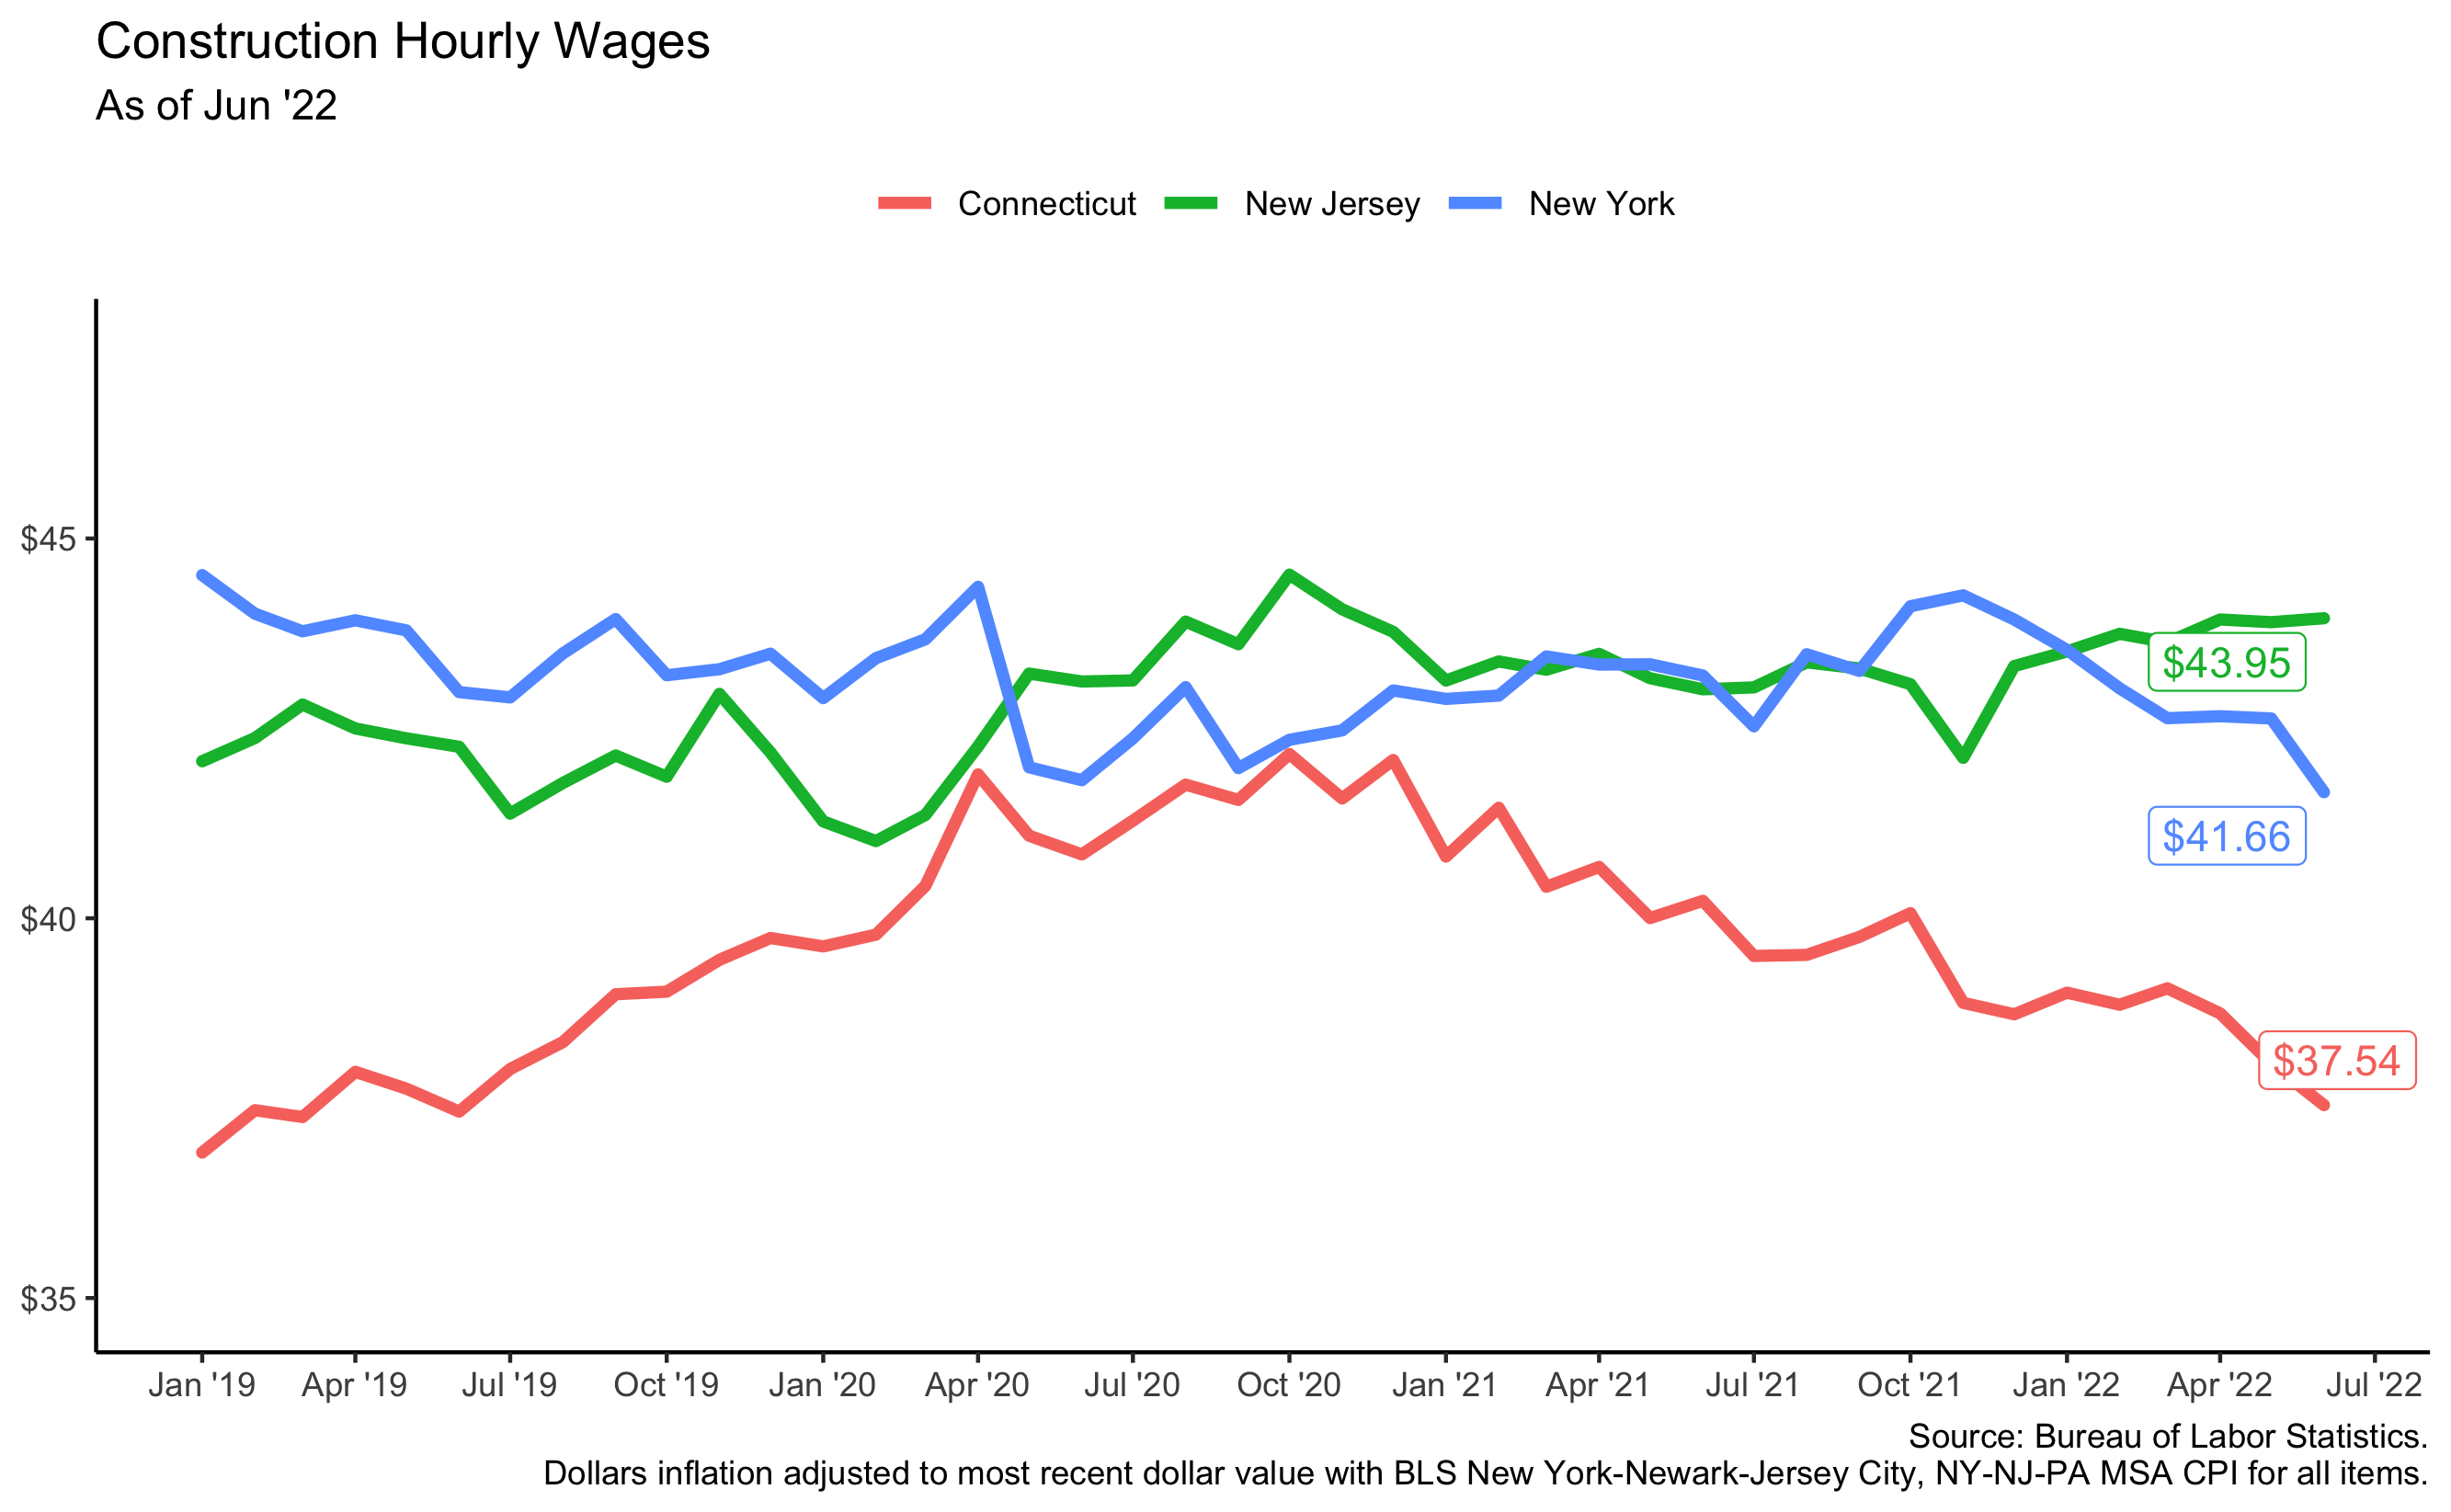 Construction Hourly Wages
As of Jun '22
Connecticut New Jersey New York
$45
$40
$35
$43.95
$41.66
$37.54
Jan '19 Apr '19 Jul '19 Oct '19 Jan '20 Apr '20 Jul '20 Oct '20 Jan '21 Apr '21 Jul '21 Oct '21 Jan '22 Apr '22 Jul '22
Source: Bureau of Labor Statistics.
Dollars inflation adjusted to most recent dollar value with BLS New York-Newark-Jersey City, NY-NJ-PA MSA CPI for all items.